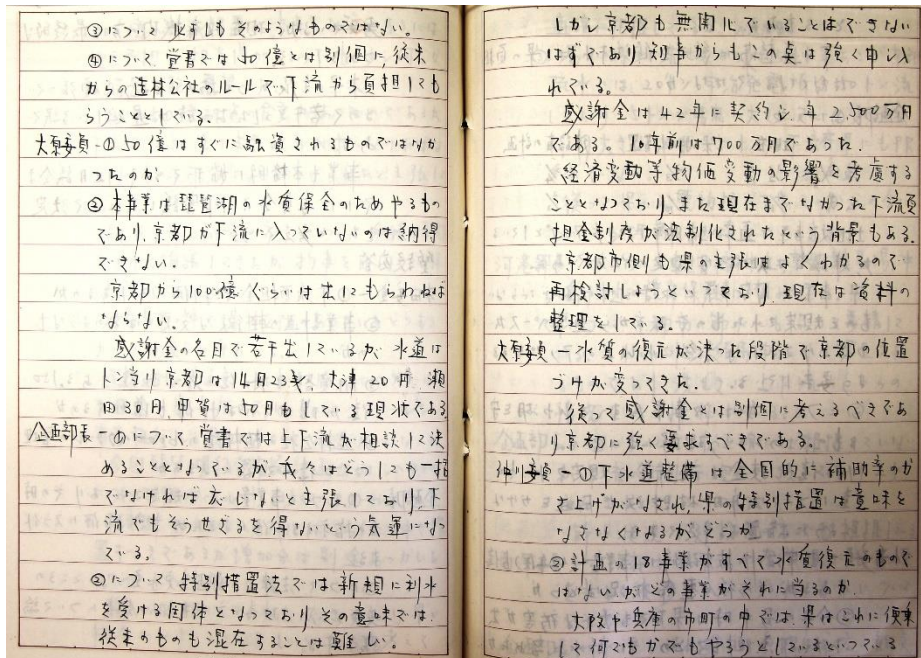 ③について 必ずしもそのようなものではない。
④について 覚書では50億とは別個に従来
からの造林公社のルールで下流から負担しても
らうこととしている。
大原委員－①50億はすぐに融資されるものではなか
つたのか。
②本事業は琵琶湖の水質保全のためやるもの
であり、京都が下流に入っていないのは納得
できない。
京都から100億ぐらいは出してもらわねば
ならない。
感謝金の名目で若干出しているが、水道は
トン当り京都は14円23銭、大津20円 瀬
田30円、甲賀は50円もしている現状である
企画部長－①について 覚書では上下流が相談して決
めることとなっているが我々はどうしても一括
でなければ応じないと主張しており、下
流でもそうせざるを得ないという気運になっ
ている。
②について 特別措置法では新規に利水
を受ける団体となっておりその意味では
従来のものも混在することは難しい。
しかし京都も無関心でいることはできない
はずであり知事からもこの点は強く申し入
れている。
感謝金は42年に契約し、年2,500万円
である。10年前は700万であった。
経済変動等物価変動の影響を考慮する
こととなっており、また現在までなかった下流負
担金制度が法制化されたという背景もある。
京都市側も県の主張はよくわかるので
再検討しようといっており、現在は資料の
整理をしている。
大原委員－水質の復元が決った段階で京都の位置
づけが変ってきた。
従って感謝金とは別個に考えるべきであ
り京都に強く要求すべきである。
委員－①下水道整備は全国的に補助率のか
さ上げがなされ、県の特別措置は意味を
なさなくなるがどうか
②計画の18事業がすべて水質復元のもので
はないがどの事業がそれに当るのか
大阪や兵庫の市町の中では県はこれに便乗
して何でもかでもやろうとしているといっている